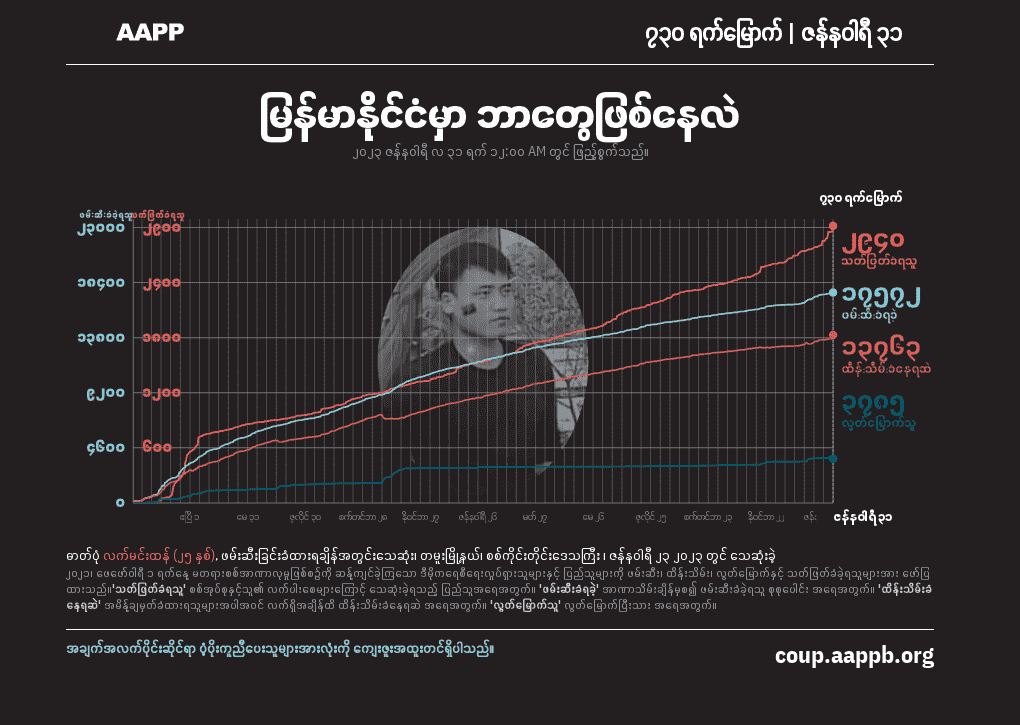 AAPP
၇၃၀ ရက်မြောက် | ဇန်နဝါရီ ၃၁
မြန်မာနိုင်ငံမှာ ဘာတွေဖြစ်နေလဲ
၂၀၂၃ ဇန်နဝါရီ လ ၃၁ ရက် ၁၂:၀၀ AM တွင် ဖြည့်စွက်သည်။
၇၃၀ ရက်မြောက်
၂၃၀၀၀
၂၉၄၀
သတ်ဖြတ်ခံရသူ
၁၈၄၀၀ ၂၄၀၀
၁၇၅၇၂
ဖမ်းဆီးခံရခဲ့
၁၃၈၀၀ ၁၈၀၀
၁၃၇၆၃
ထိန်းသိမ်းခံနေရဆဲ
၉၂၀၀ ၁၂၀၀
၃၇၈၅
လွတ်မြောက်သူ
၄၆၀၀ ၆၀၀
၀
ဧပြီ ၁ မေ ၃၁ ဇူလိုင် ၃၀ စက်တင်ဘာ ၂၈ နိုဝင်ဘာ ၂၇ ဇန်နဝါရီ ၂၆ မတ် ၂၇ မေ ၂၆ ဇူလိုင် ၂၅ စက်တင်ဘာ ၂၃ နိုဝင်ဘာ ၂၂ ဇန်နဝါရီ ၃၁
ဓာတ်ပုံ လက်မင်းထန် (၂၅ နှစ်), ဖမ်းဆီးခြင်းခံထားရချိန်အတွင်းသေဆုံး၊ တမူးမြို့နယ်၊ စစ်ကိုင်းတိုင်းဒေသကြီး ၊ ဇန်နဝါရီ ၂၃ ၂၀၂၃ တွင် သေဆုံးခဲ့
၂၀၂၁၊ ဖေဖော်ဝါရီ ၁ ရက်နေ့ မတရားစစ်အာဏာလုမှုဖြစ်စဉ်ကို ဆန့်ကျင်ခဲ့ကြသော ဒီမိုကရေစီရေးလှုပ်ရှားသူများနှင့် ပြည်သူများကို ဖမ်းဆီး၊ ထိန်းသိမ်း၊ လွတ်မြောက်နှင့် သတ်ဖြတ်ခံခဲ့ရသူများအား ဖော်ပြ
ထားသည်။'သတ်ဖြတ်ခံရသူ' စစ်အုပ်စုနှင့်သူ၏ လက်ပါးစေများကြောင့် သေဆုံးခဲ့ရသည့် ပြည်သူအရေအတွက်။ 'ဖမ်းဆီးခံရခဲ့' အာဏာသိမ်းချိန်မှစ၍ ဖမ်းဆီးခံခဲ့ရသူ စုစုပေါင်း အရေအတွက်။ 'ထိန်းသိမ်းခံ
နေရဆဲ' အမိန့်ချမှတ်ခံထားရသူများအပါအဝင် လက်ရှိအချိန်ထိ ထိန်းသိမ်းခံနေရဆဲ အရေအတွက်။ 'လွတ်မြောက်သူ' လွတ်မြောက်ပြီးသား အရေအတွက်။
အချက်အလက်ပိုင်းဆိုင်ရာ ပံ့ပိုးကူညီပေးသူများအားလုံးကို ကျေးဇူးအထူးတင်ရှိပါသည်။
coup.aappb.org